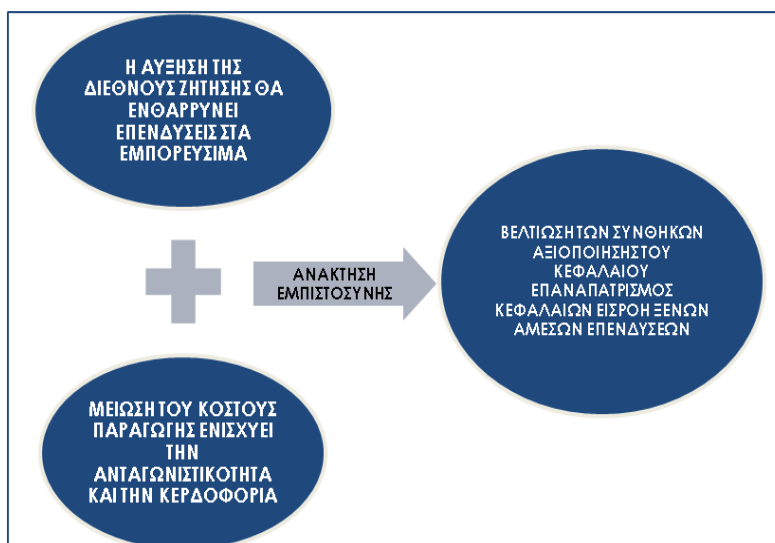 Η ΑΥΞΗΣΗ ΤΗΣ
ΔΙΕΘΝΟΥΣ ΖΗΤΗΣΗΣ ΘΑ
ΕΝΘΑΡΡΥΝΕΙ
ΕΠΕΝΔΥΣΕΙΣ ΣΤΑ
ΕΜΠΟΡΕΥΣΙΜΑ
ΑΝΑΚΤΗΣΗ
ΕΜΠΙΣΤΟΣΥΝΗΣ
ΒΕΛΤΙΩΣΗ ΤΩΝ ΣΥΝΘΗΚΩΝ
ΑΞΙΟΠΟΙΗΣΗΣ ΤΟΥ
ΚΕΦΑΛΑΙΟΥ
ΕΠΑΝΑΠΑΤΡΙΣΜΟΣ
ΚΕΦΑΛΑΙΩΝ ΕΙΣΡΟΗ ΞΕΝΩΝ
ΑΜΕΣΩΝ ΕΠΕΝΔΥΣΕΩΝ
ΜΕΙΩΣΗ ΤΟΥ ΚΟΣΤΟΥΣ
ΠΑΡΑΓΩΓΗΣ ΕΝΙΣΧΥΕΙ
ΤΗΝ
ΑΝΤΑΓΩΝΙΣΤΙΚΟΤΗΤΑ
ΚΑΙ ΤΗΝ ΚΕΡΔΟΦΟΡΙΑ